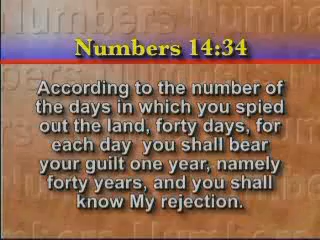 Numbers 14:34
According to the number of
the days in which you spied
out the land, forty days, for
each day you shall bear
your guilt one year, namely
forty years, and you shall
know My rejection.